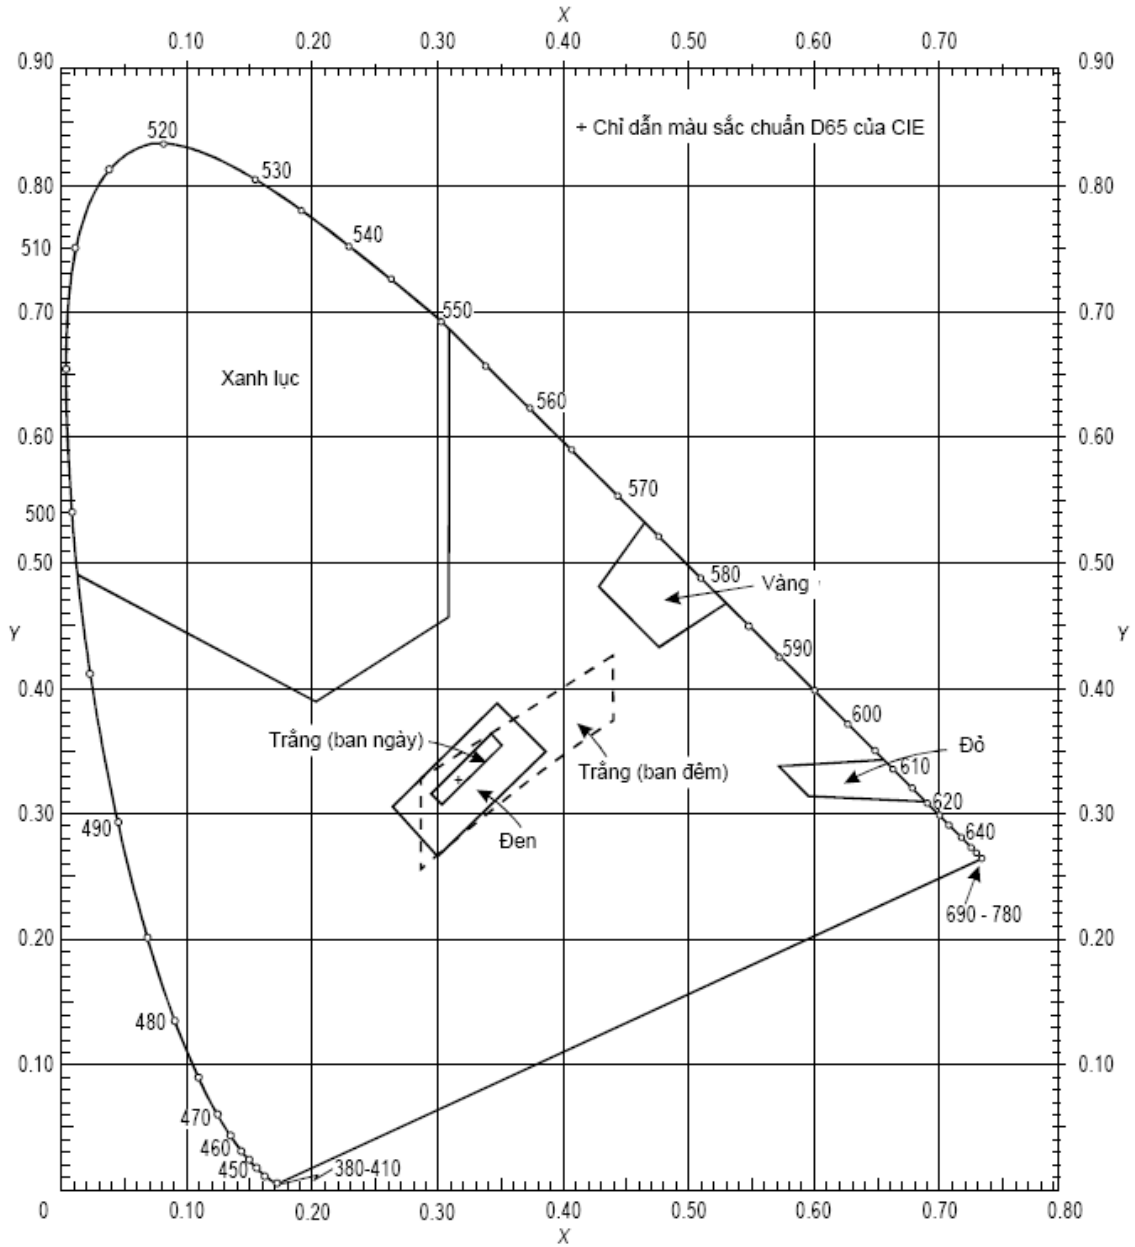 X
0.10 0.20 0.30 0.40 0.50 0.60 0.70
0.90 0.90
+ Chỉ dẫn màu sắc chuẩn D65 của CIE
520
530
0.80 0.80
540
510
550
0.70 0.70
Xanh lục
560
0.60 0.60
570
500
0.50 0.50
580
Vàng
Y Y
590
0.40 0.40
600
Trắng (ban ngày)
Đỏ
Trắng (ban đêm)
610
0.30 620 0.30
490
640
Đen
690 - 780
0.20 0.20
480
0.10 0.10
470
460
450
380-410
0 0.10 0.20 0.30 0.40 0.50 0.60 0.70 0.80
X